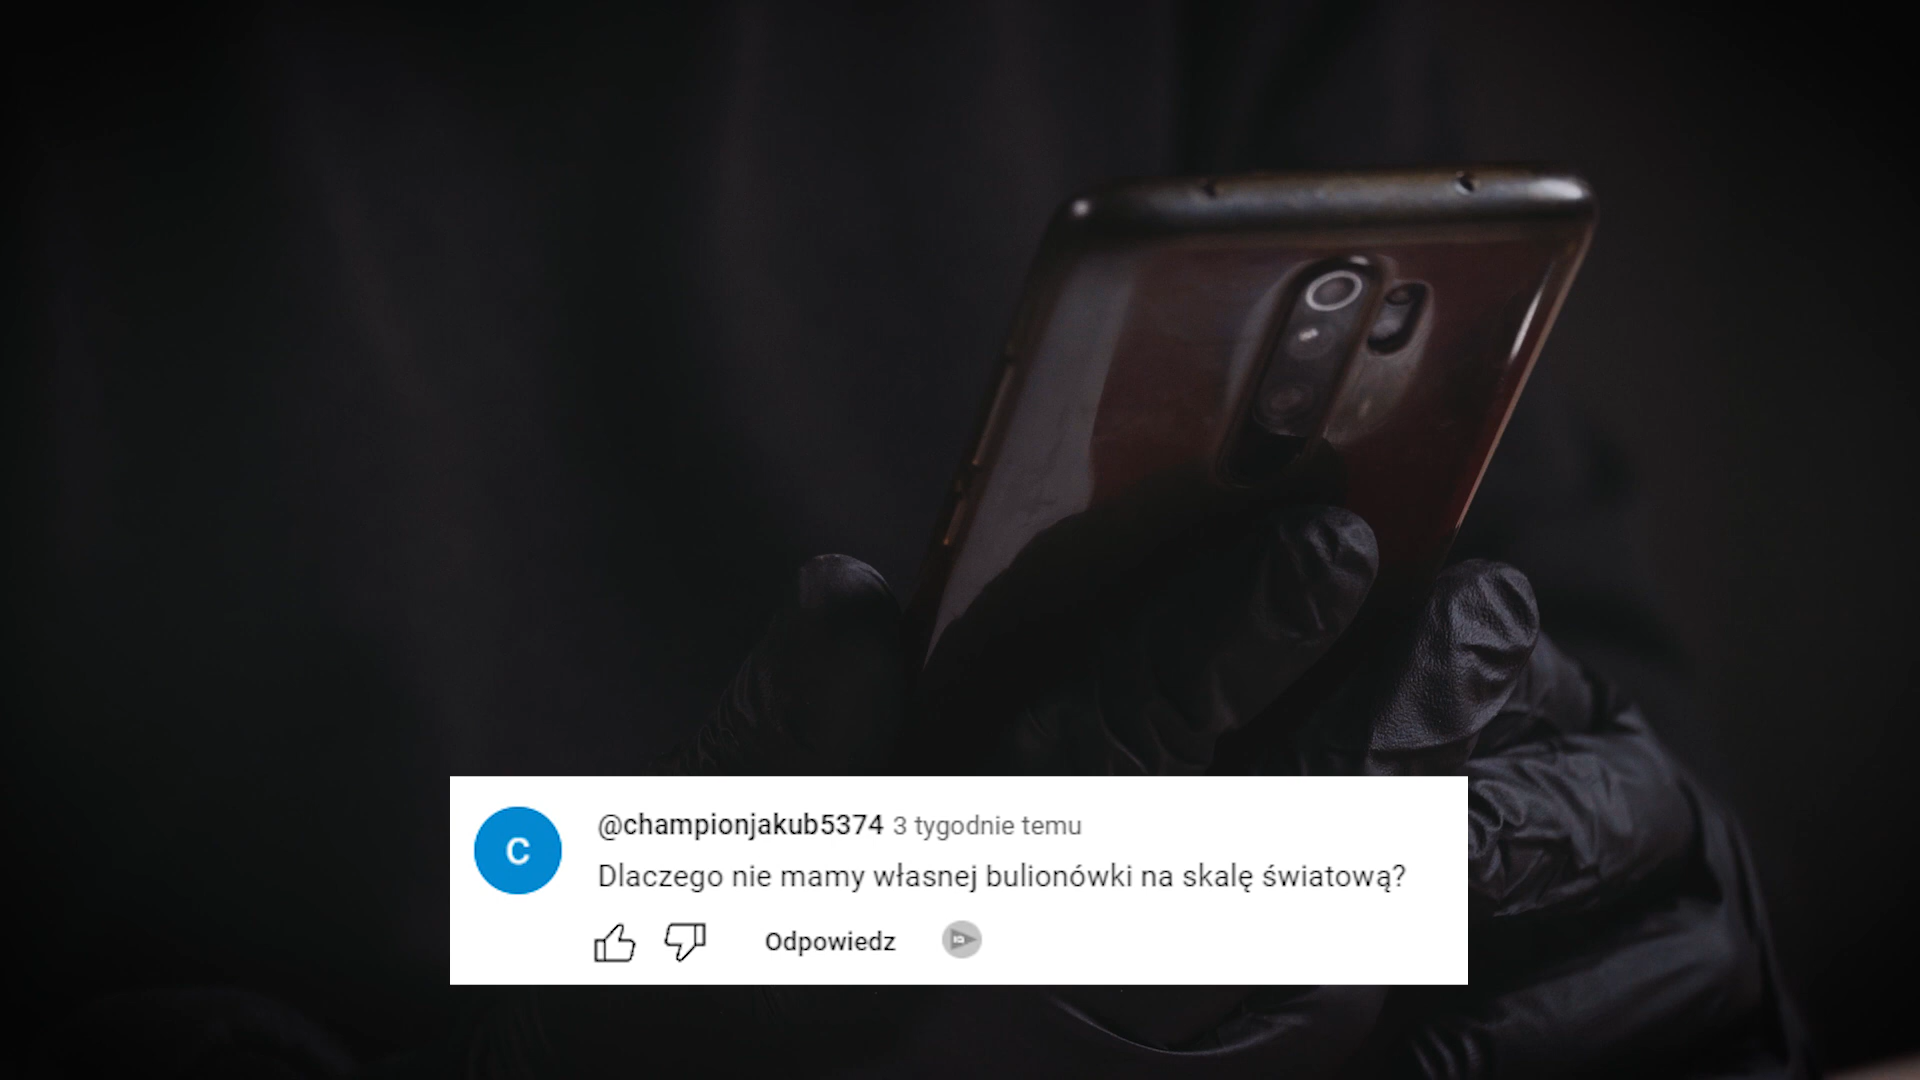 C
@championjakub5374 3 tygodnie temu
Dlaczego nie mamy własnej bulionówki na skalę światową?
Odpowiedz